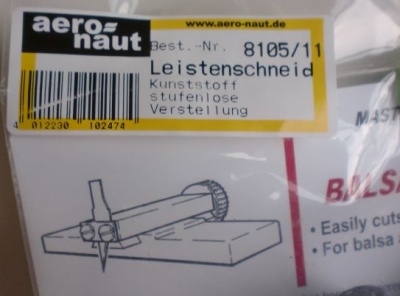 aero-
naut
www.aero-naut.de
Best.-Nr. 8105/11
Leistenschneid
Kunststoff
stufenlose
Verstellung
4 012230 102474
MAST
BALSA
• Easily cuts
• For balsa a